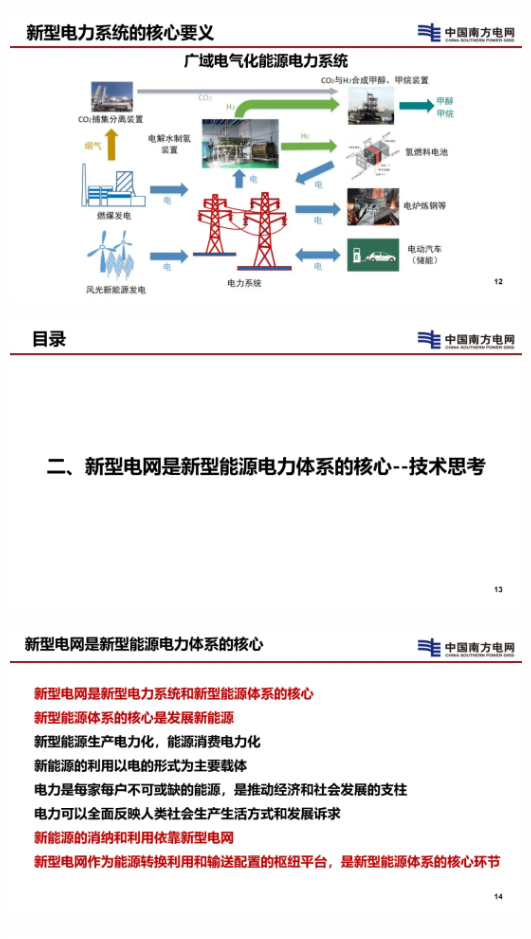 新型电力系统的核心要义
中国南方电网
CHINA SOUTHERN POWER GRID
广域电气化能源电力系统
CO₂与H₂合成甲醇、甲烷装置
CO₂
H₂
甲醇
甲烷
CO₂捕集分离装置
烟气
电解水制氢
装置
H₂
氢燃料电池
电
电
电
燃煤发电
电
电炉炼钢等
电
电
电动汽车
（储能）
风光新能源发电
电力系统
12
目录
中国南方电网
CHINA SOUTHERN POWER GRID
二、新型电网是新型能源电力体系的核心--技术思考
13
新型电网是新型能源电力体系的核心
中国南方电网
CHINA SOUTHERN POWER GRID
新型电网是新型电力系统和新型能源体系的核心
新型能源体系的核心是发展新能源
新型能源生产电力化，能源消费电力化
新能源的利用以电的形式为主要载体
电力是每家每户不可或缺的能源，是推动经济和社会发展的支柱
电力可以全面反映人类社会生产生活方式和发展诉求
新能源的消纳和利用依靠新型电网
新型电网作为能源转换利用和输送配置的枢纽平台，是新型能源体系的核心环节
14